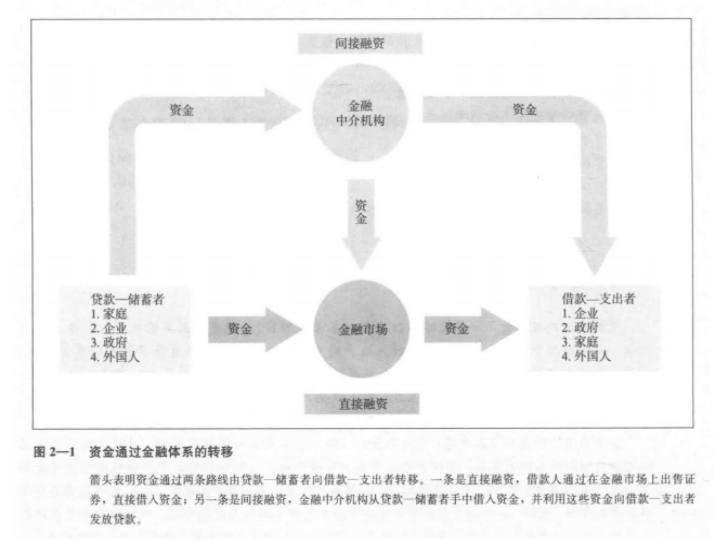 间接融资
资金
金融
中介机构
资金
资金
贷款—储蓄者
1. 家庭
2. 企业
3. 政府
4. 外国人
资金
金融市场
资金
借款—支出者
1. 企业
2. 政府
3. 家庭
4. 外国人
直接融资
图 2—1 资金通过金融体系的转移
箭头表明资金通过两条路线由贷款—储蓄者向借款—支出者转移。一条是直接融资，借款人通过在金融市场上出售证
券，直接借入资金；另一条是间接融资，金融中介机构从贷款—储蓄者手中借入资金，并利用这些资金向借款—支出者
发放贷款。